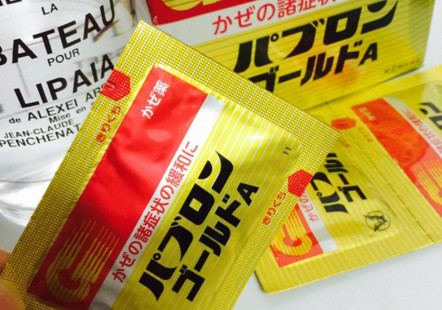 LA
BATEAU
POUR
LIPAIA
de ALEXEI AR
Mise en
JEAN-CLAUDE
PENCHENAT
かぜの諸症状
パブロン
ゴールドA
きりくち
かぜ薬
かぜの諸症状の緩和に
パブロン
ゴールドA
きりくち
パブロン
ゴールド